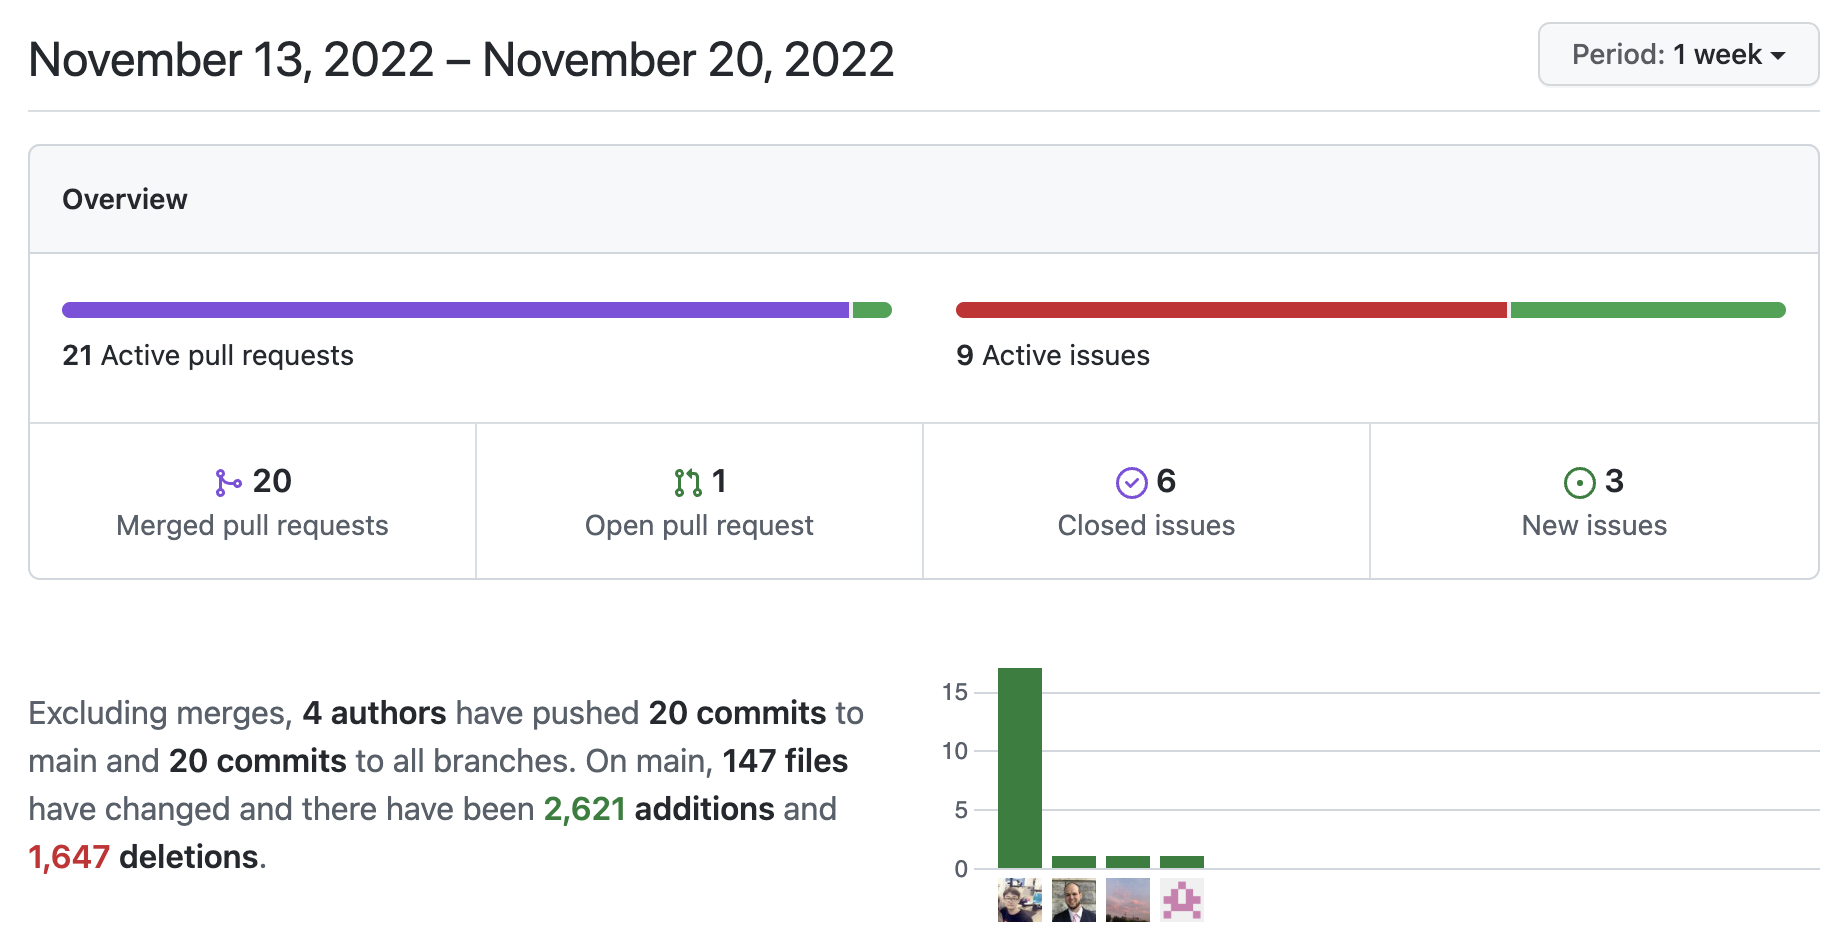 November 13, 2022 – November 20, 2022
Period: 1 week
Overview
21 Active pull requests
9 Active issues
20
Merged pull requests
1
Open pull request
6
Closed issues
3
New issues
Excluding merges, 4 authors have pushed 20 commits to
main and 20 commits to all branches. On main, 147 files
have changed and there have been 2,621 additions and
1,647 deletions.
15
10
5
0